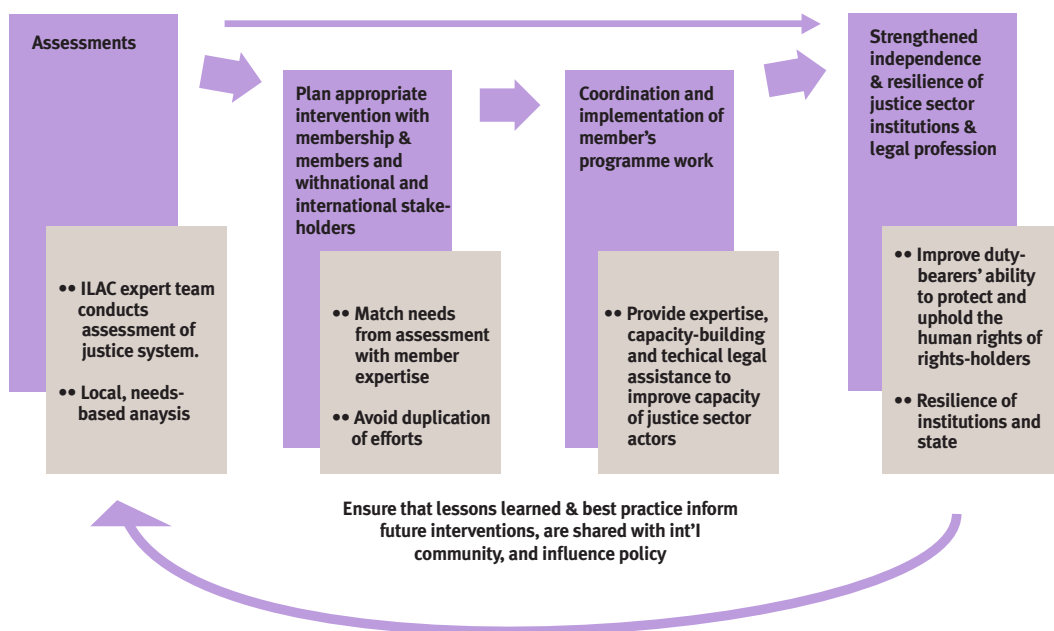 Assessments
•• ILAC expert team
conducts
assessment of
justice system.
•• Local, needs-
based anaysis
Plan appropriate
intervention with
membership &
members and
withnational and
international stake-
holders
•• Match needs
from assessment
with member
expertise
•• Avoid duplication
of efforts
Coordination and
implementation of
member’s
programme work
•• Provide expertise,
capacity-building
and techical legal
assistance to
improve capacity
of justice sector
actors
Strengthened
independence
& resilience of
justice sector
institutions &
legal profession
•• Improve duty-
bearers’ ability
to protect and
uphold the
human rights of
rights-holders
•• Resilience of
institutions and
state
Ensure that lessons learned & best practice inform
future interventions, are shared with int’l
community, and influence policy